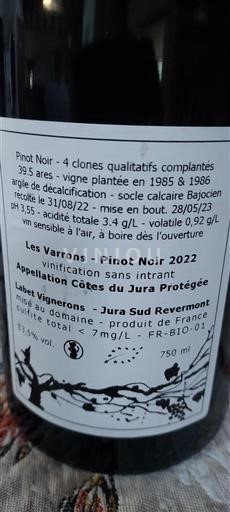 Pinot Noir - 4 clones qualitatifs complantés
39.5 ares - vigne plantée en 1985 & 1986
argile de décalcification - socle calcaire Bajocien
récolte le 31/08/22 - mise en bout. 28/05/23
pH 3,55 - acidité totale 3.4 g/L - volatile 0,92 g/L
vin sensible à l'air, à boire dès l'ouverture
Les Varrons - Pinot Noir 2022
VINIOU
vinification sans intrant
Appellation Côtes du Jura Protégée
Labet Vignerons - Jura Sud Revermont
misé au domaine - produit de France
sulfite total < 7mg/L - FR-BIO-01
13,5% vol.
750 ml